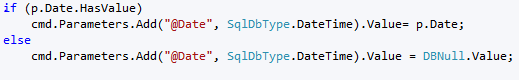 if (p.Date.HasValue)
    cmd.Parameters.Add("@Date", SqlDbType.DateTime).Value= p.Date;
else
    cmd.Parameters.Add("@Date", SqlDbType.DateTime).Value = DBNull.Value;